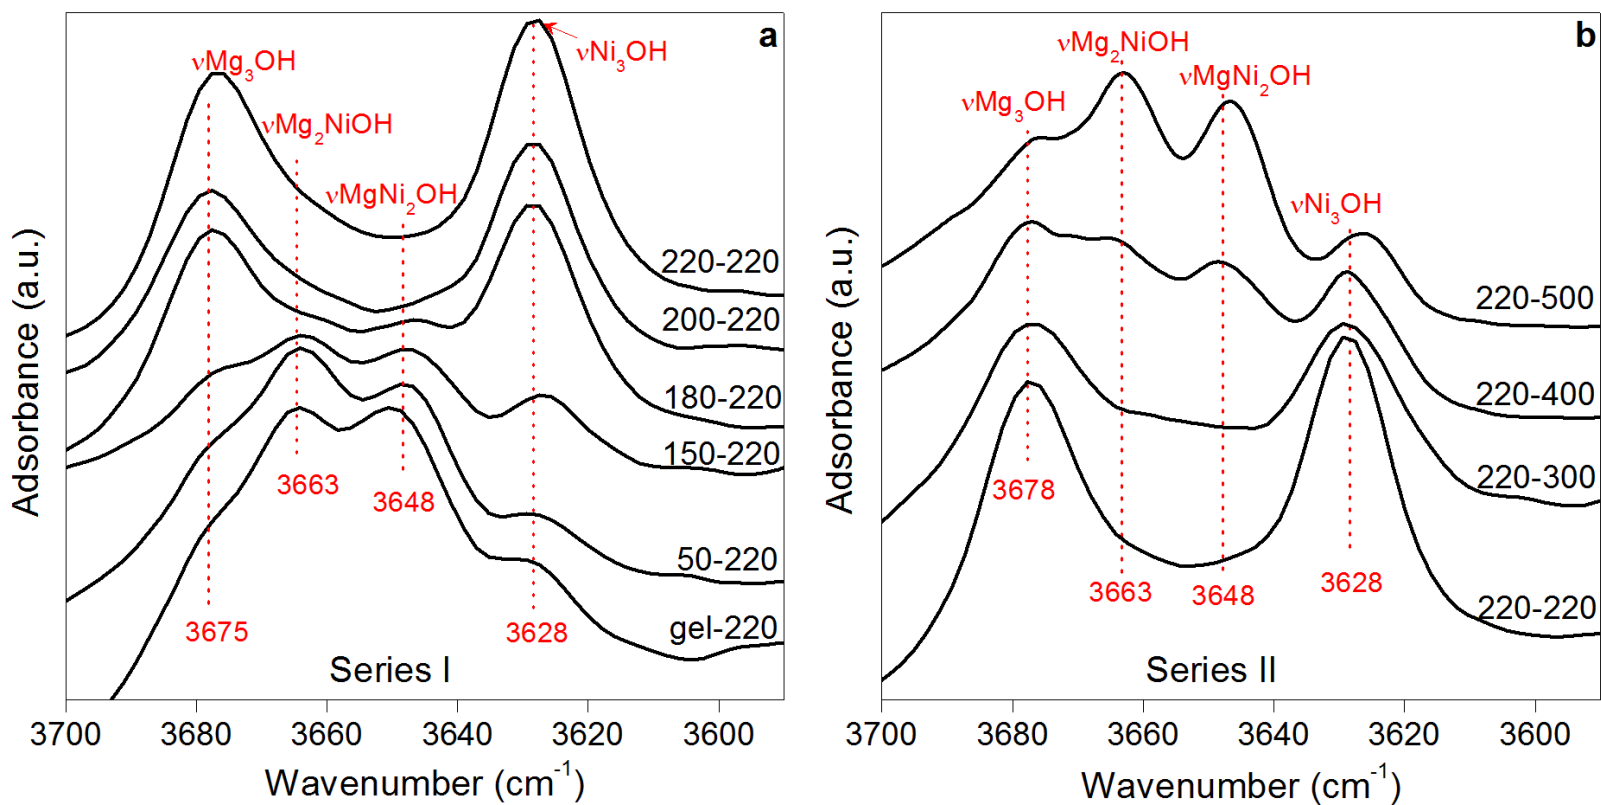 a
νMg3OH
νMg2NiOH
νMgNi2OH
νNi3OH
220-220
200-220
180-220
150-220
50-220
gel-220
3663
3648
3675
3628
Series I
Adsorbance (a.u.)
3700 3680 3660 3640 3620 3600
Wavenumber (cm-1)
b
νMg2NiOH
νMgNi2OH
νMg3OH
νNi3OH
220-500
220-400
220-300
220-220
3678
3663
3648
3628
Series II
Adsorbance (a.u.)
3700 3680 3660 3640 3620 3600
Wavenumber (cm-1)